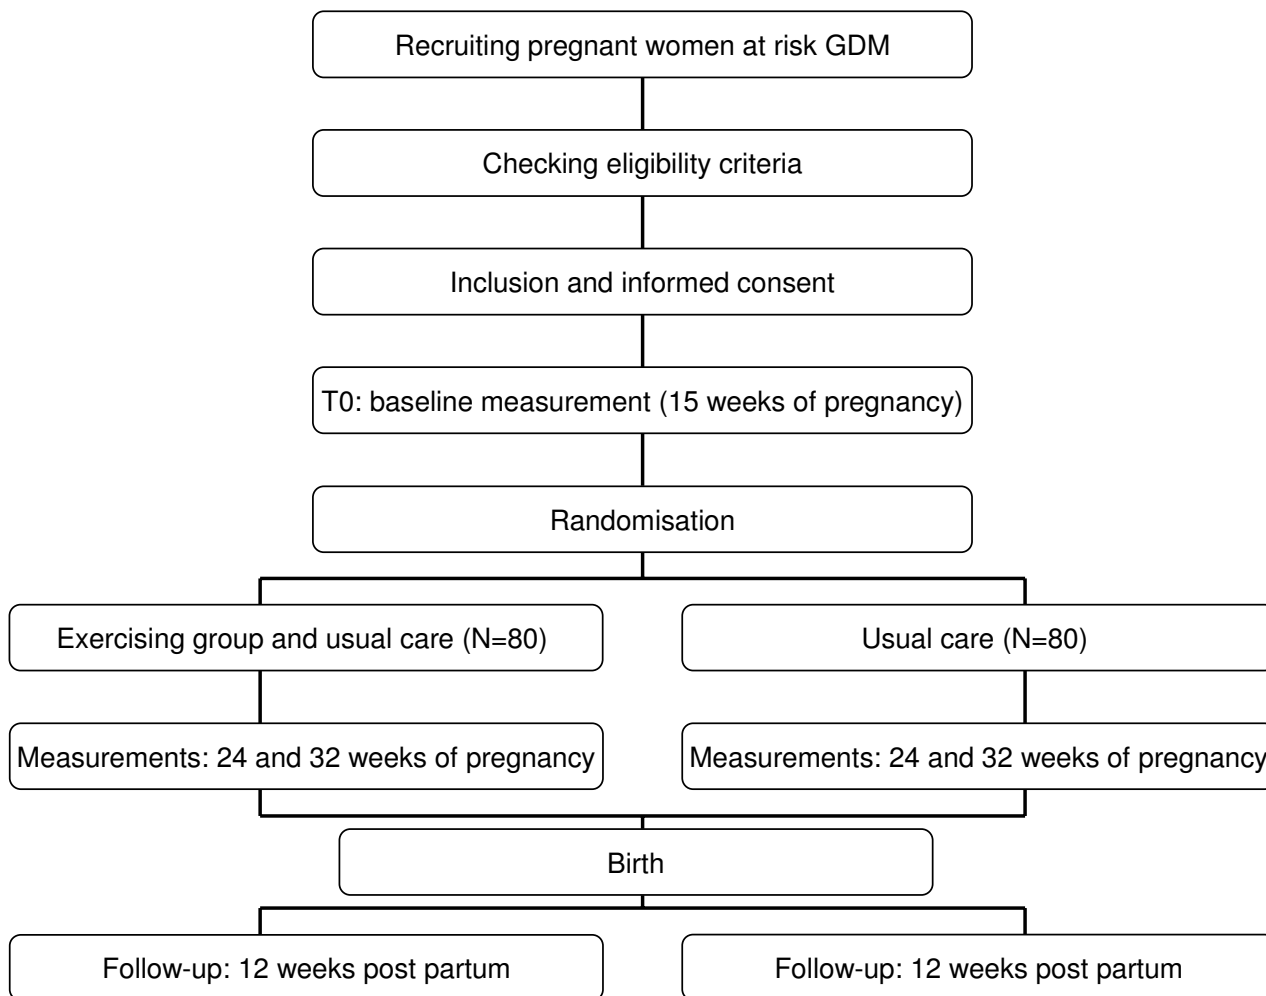 Recruiting pregnant women at risk GDM
Checking eligibility criteria
Inclusion and informed consent
T0: baseline measurement (15 weeks of pregnancy)
Randomisation
Exercising group and usual care (N=80)
Usual care (N=80)
Measurements: 24 and 32 weeks of pregnancy
Measurements: 24 and 32 weeks of pregnancy
Birth
Follow-up: 12 weeks post partum
Follow-up: 12 weeks post partum